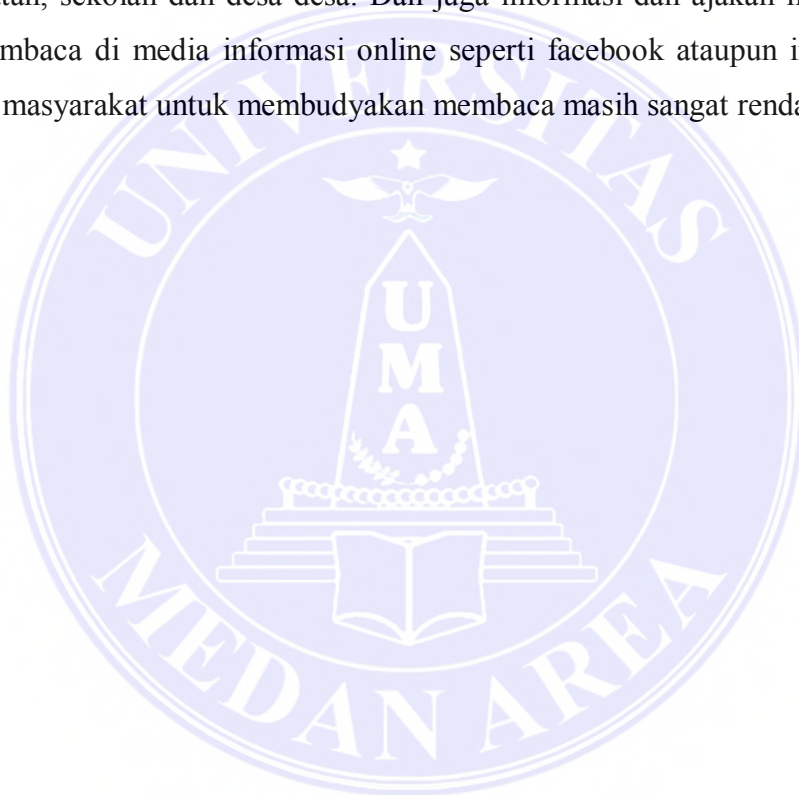 tan, sekolah dan desa desa. Dan juga informasi dan ajakan
mbaca di media informasi online seperti facebook ataupun i
masyarakat untuk membudyakan membaca masih sangat renda
UNIVERSITAS
U
M
A
MEDAN AREA